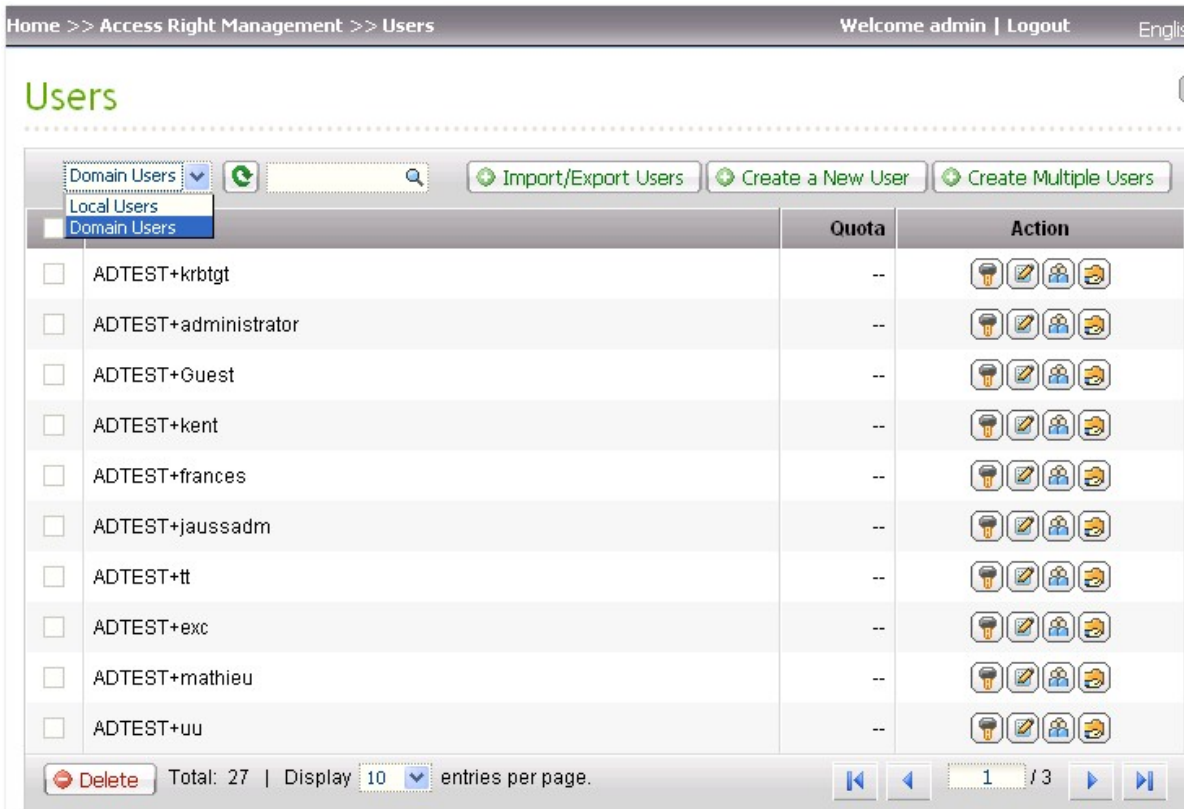 Home >> Access Right Management >> Users Welcome admin | Logout Englis
Users
Domain Users Import/Export Users Create a New User Create Multiple Users
Local Users
Domain Users Quota Action
ADTEST+krbtgt --
ADTEST+administrator --
ADTEST+Guest --
ADTEST+kent --
ADTEST+frances --
ADTEST+jaussadm --
ADTEST+tt --
ADTEST+exc --
ADTEST+mathieu --
ADTEST+uu --
Delete Total: 27 | Display 10 entries per page. 1 / 3